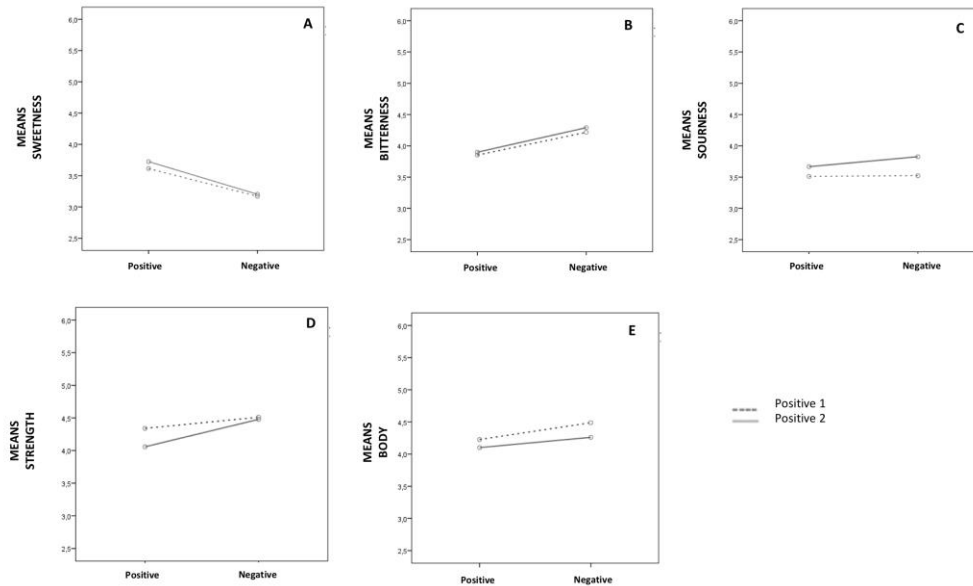 A
MEANS
SWEETNESS
6,0
5,5
5,0
4,5
4,0
3,5
3,0
2,5
Positive Negative
B
MEANS
BITTERNESS
6,0
5,5
5,0
4,5
4,0
3,5
3,0
2,5
Positive Negative
C
MEANS
SOURNESS
6,0
5,5
5,0
4,5
4,0
3,5
3,0
2,5
Positive Negative
D
MEANS
STRENGTH
6,0
5,5
5,0
4,5
4,0
3,5
3,0
2,5
Positive Negative
E
MEANS
BODY
6,0
5,5
5,0
4,5
4,0
3,5
3,0
2,5
Positive Negative
Positive 1
Positive 2